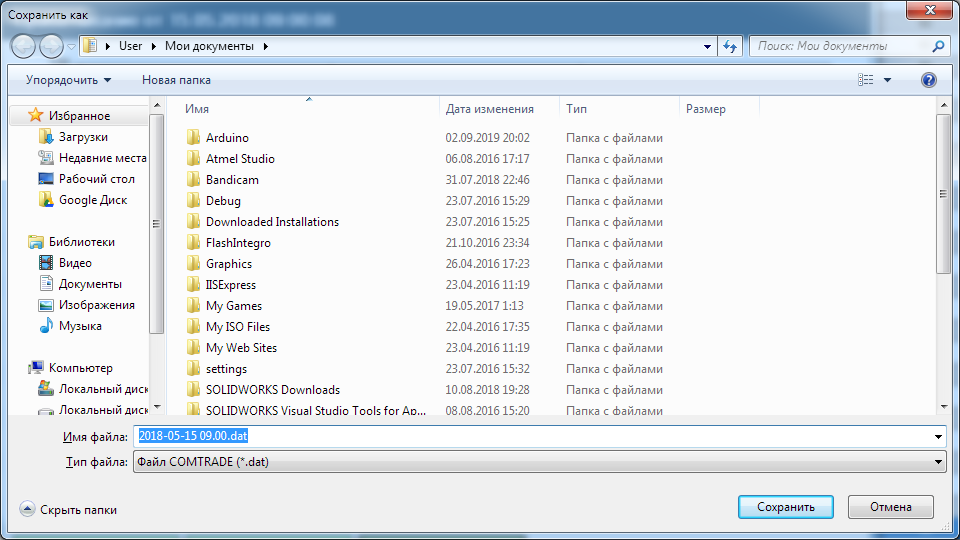 Сохранить как
от 15.05.2018 09:00:08
User Мои документы
Поиск: Мои документы
Упорядочить Новая папка
Имя Дата изменения Тип Размер
Избранное
Загрузки
Недавние места
Рабочий стол
Google Диск
Библиотеки
Видео
Документы
Изображения
Музыка
Компьютер
Локальный диск
Локальный диск
Arduino 02.09.2019 20:02 Папка с файлами
Atmel Studio 06.08.2016 17:17 Папка с файлами
Bandicam 31.07.2018 22:46 Папка с файлами
Debug 23.07.2016 15:29 Папка с файлами
Downloaded Installations 23.07.2016 15:25 Папка с файлами
FlashIntegro 21.10.2016 23:34 Папка с файлами
Graphics 26.04.2016 17:23 Папка с файлами
IISExpress 23.04.2016 11:19 Папка с файлами
My Games 19.05.2017 1:13 Папка с файлами
My ISO Files 22.04.2016 17:35 Папка с файлами
My Web Sites 23.04.2016 11:19 Папка с файлами
settings 23.07.2016 15:32 Папка с файлами
SOLIDWORKS Downloads 10.08.2018 19:28 Папка с файлами
SOLIDWORKS Visual Studio Tools for Ap... 08.08.2016 15:20 Папка с файлами
Имя файла: 2018-05-15 09.00.dat
Тип файла: Файл COMTRADE (*.dat)
Скрыть папки
Сохранить Отмена